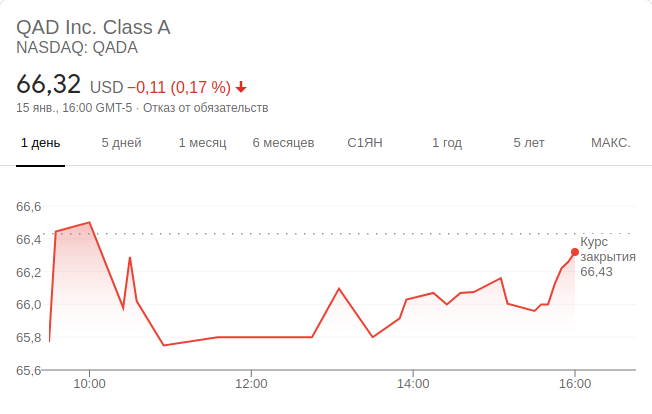 QAD Inc. Class A
NASDAQ: QADA
66,32 USD −0,11 (0,17 %)
15 янв., 16:00 GMT-5 · Отказ от обязательств
1 день 5 дней 1 месяц 6 месяцев С1ЯН 1 год 5 лет МАКС.
66,6
66,4
Курс
закрытия
66,43
66,2
66,0
65,8
65,6
10:00 12:00 14:00 16:00